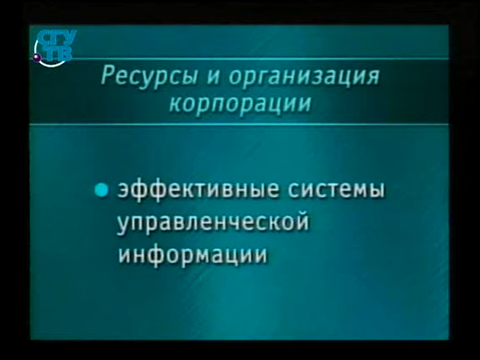 СГУ
ТВ
Ресурсы и организация
корпорации
эффективные системы
управленческой
информации